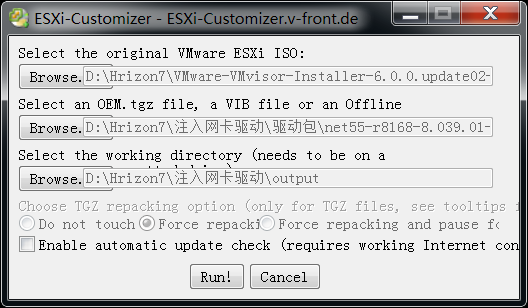 ESXi-Customizer - ESXi-Customizer.v-front.de
Select the original VMware ESXi ISO:
Browse. D:\Hrizon7\VMware-VMvisor-Installer-6.0.0.update02-
Select an OEM.tgz file, a VIB file or an Offline
Browse. D:\Hrizon7\注入网卡驱动\驱动包\net55-r8168-8.039.01-
Select the working directory (needs to be on a
Browse. D:\Hrizon7\注入网卡驱动\output
Choose TGZ repacking option (only for TGZ files, see tooltips f
Do not touch Force repacki Force repacking and pause fo
Enable automatic update check (requires working Internet con
Run! Cancel